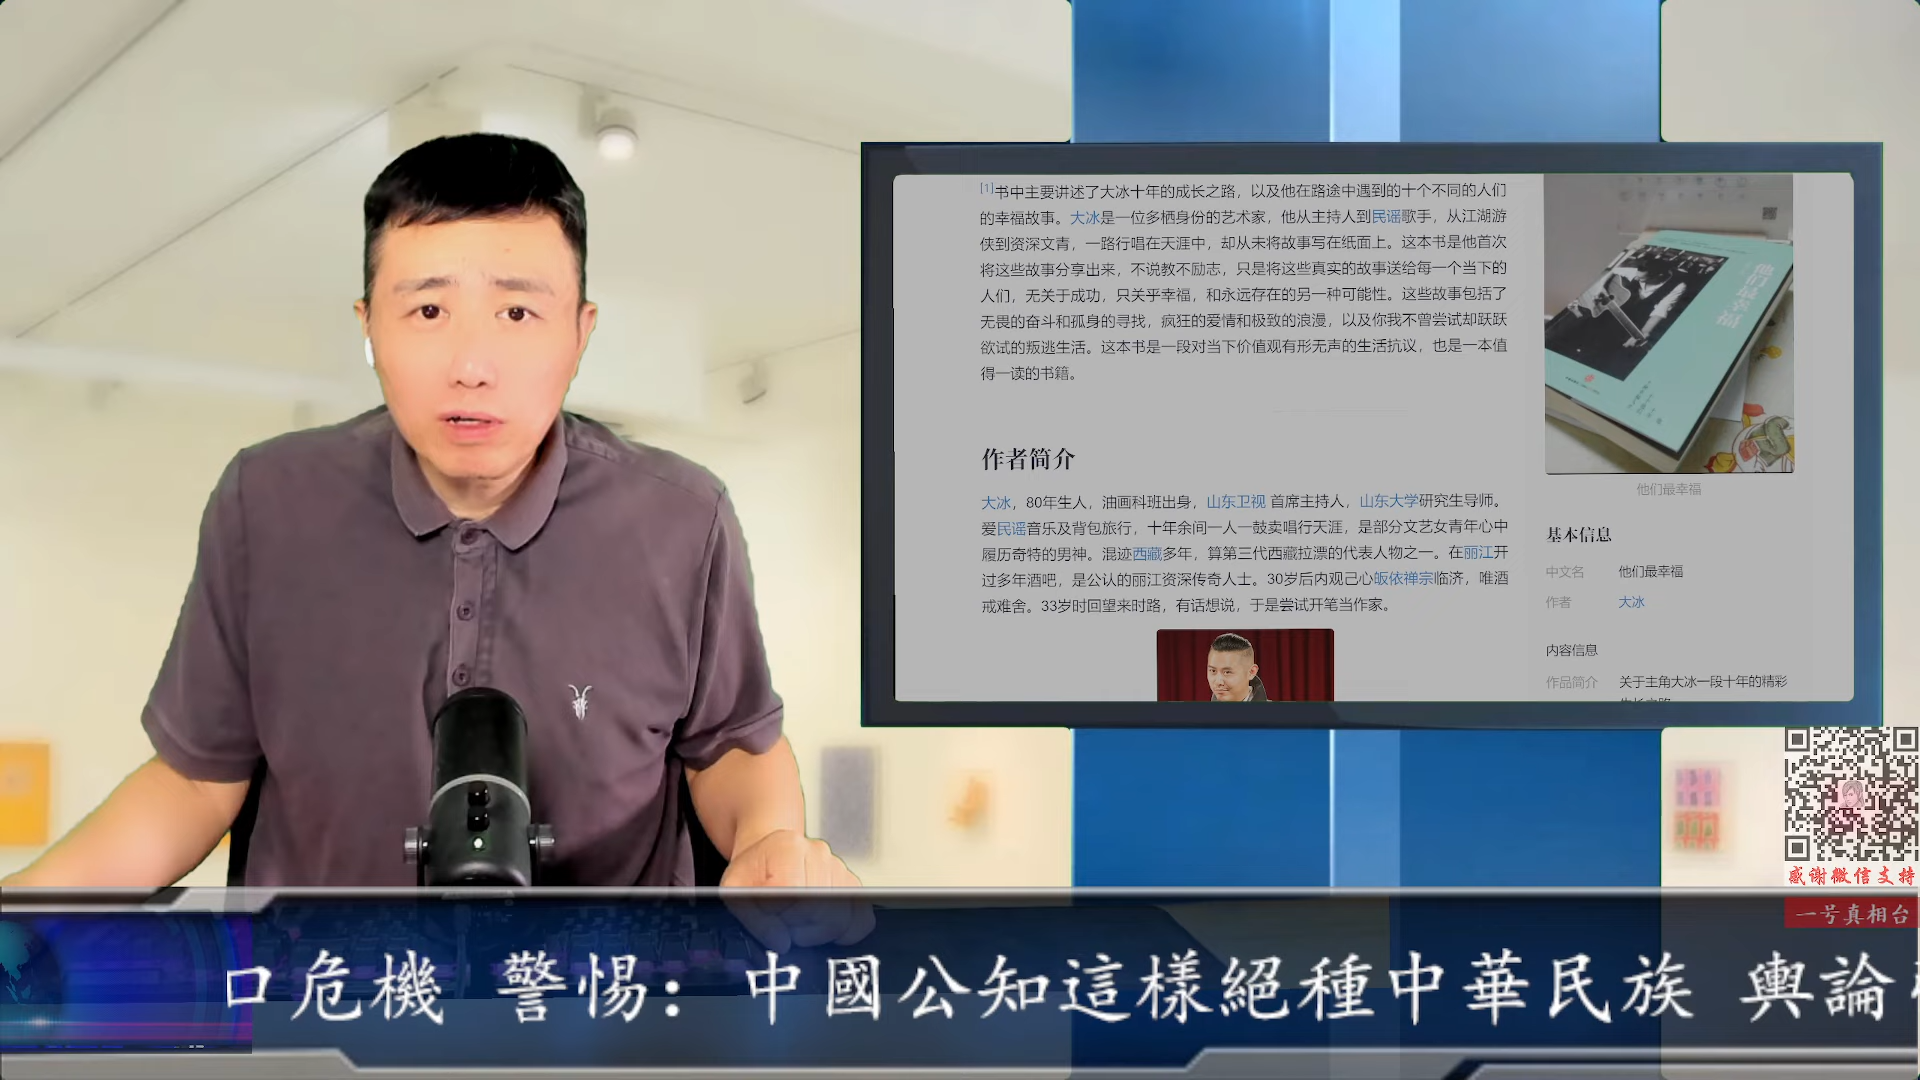 [1]书中主要讲述了大冰十年的成长之路，以及他在路途中遇到的十个不同的人们
的幸福故事。大冰是一位多栖身份的艺术家，他从主持人到民谣歌手，从江湖游
侠到资深文青，一路行唱在天涯中，却从未将故事写在纸面上。这本书是他首次
将这些故事分享出来，不说教不励志，只是将这些真实的故事送给每一个当下的
人们，无关于成功，只关乎幸福，和永远存在的另一种可能性。这些故事包括了
无畏的奋斗和孤身的寻找，疯狂的爱情和极致的浪漫，以及你我不曾尝试却跃跃
欲试的叛逃生活。这本书是一段对当下价值观有形无声的生活抗议，也是一本值
得一读的书籍。
作者简介
大冰，80年生人，油画科班出身，山东卫视 首席主持人，山东大学研究生导师。
爱民谣音乐及背包旅行，十年余间一人一鼓卖唱行天涯，是部分文艺女青年心中
履历奇特的男神。混迹西藏多年，算第三代西藏拉漂的代表人物之一。在丽江开
过多年酒吧，是公认的丽江资深传奇人士。30岁后内观己心皈依禅宗临济，唯酒
戒难舍。33岁时回望来时路，有话想说，于是尝试开笔当作家。
他们最幸福
他们最幸福
基本信息
中文名 他们最幸福
作者 大冰
内容信息
作品简介 关于主角大冰一段十年的精彩
感谢微信支持
一号真相台
口危機 警惕：中國公知這樣絕種中華民族 輿論